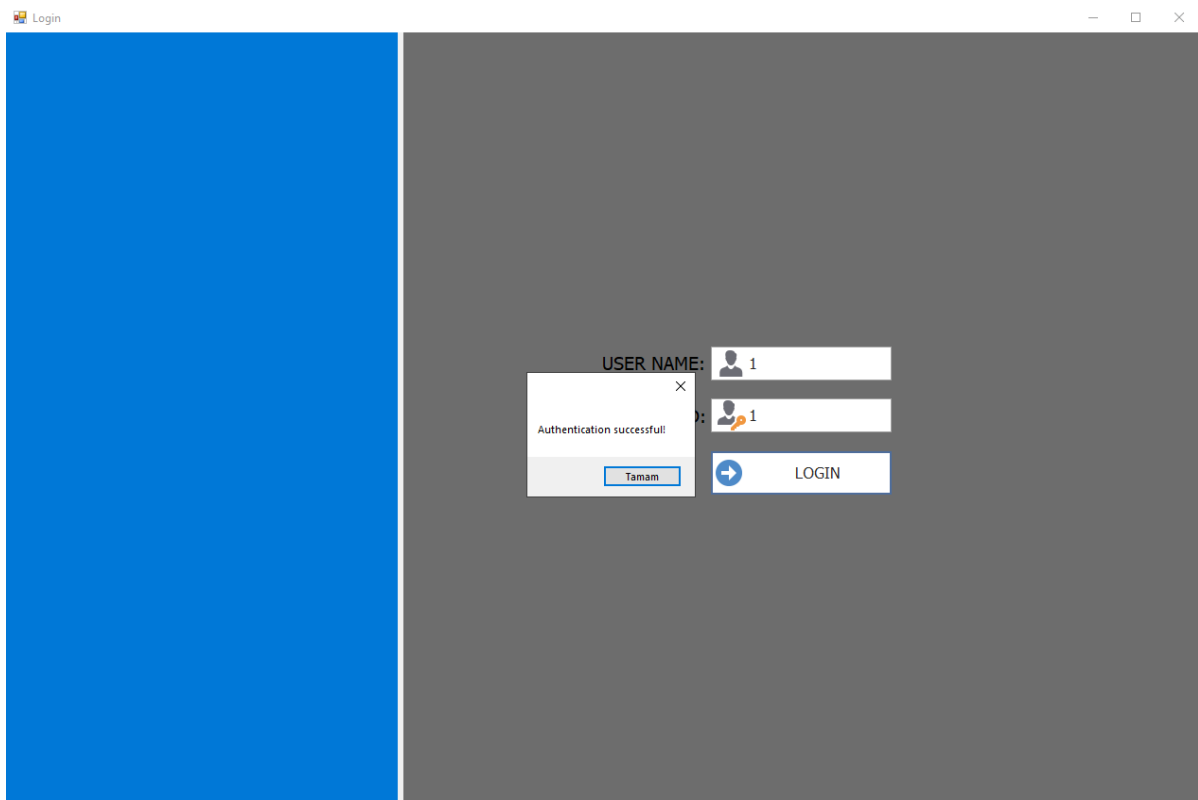 Login
USER NAME: 1
D: 1
Authentication successful!
Tamam
LOGIN